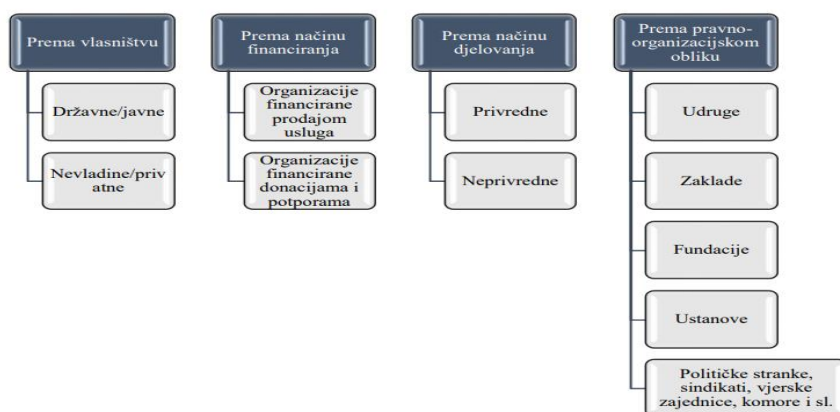 Prema vlasništvu
Državne/javne
Nevladine/priv
atne
Prema načinu
financiranja
Organizacije
financirane
prodajom
usluga
Organizacije
financirane
donacijama i
potporama
Prema načinu
djelovanja
Privredne
Neprivredne
Prema pravno-
organizacijskom
obliku
Udruge
Zaklade
Fundacije
Ustanove
Političke stranke,
sindikati, vjerske
zajednice, komore i sl.